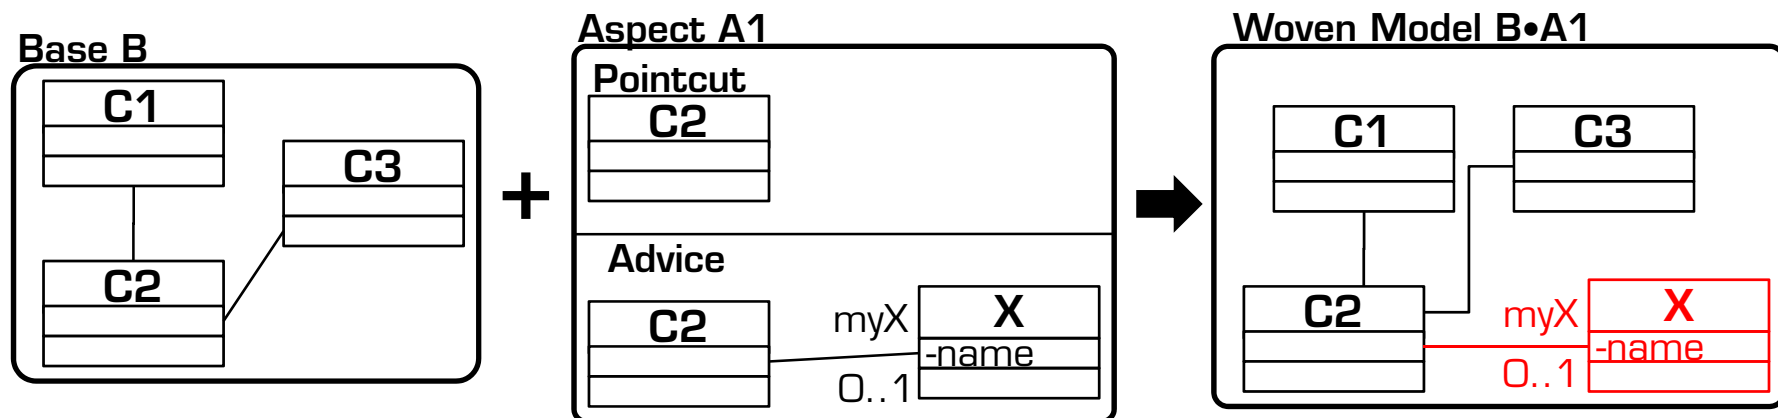 Base B
C1
C3
C2
+
Aspect A1
Pointcut
C2
Advice
C2
myX
0..1
X
-name
Woven Model B•A1
C1
C3
C2
myX
0..1
X
-name